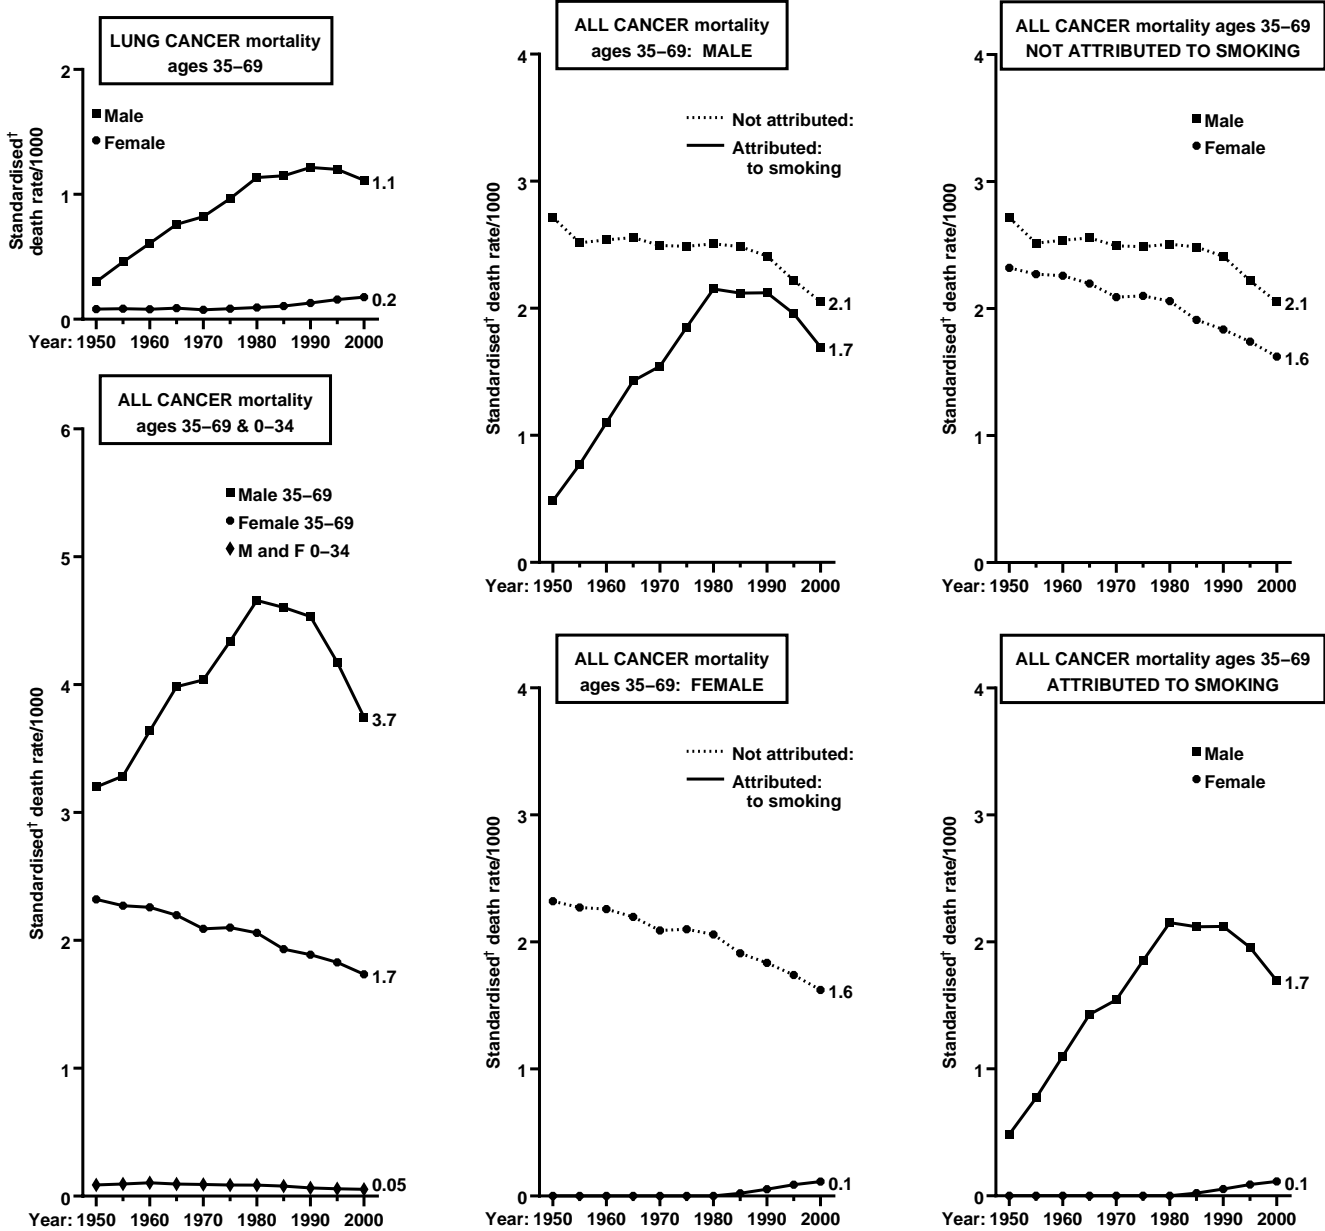 LUNG CANCER mortality
ages 35–69
Standardised†
death rate/1000
2
1
0
Male
Female
1.1
0.2
Year: 1950 1960 1970 1980 1990 2000
ALL CANCER mortality
ages 35–69 & 0–34
Standardised† death rate/1000
6
5
4
3
2
1
0
Male 35–69
Female 35–69
M and F 0–34
3.7
1.7
0.05
Year: 1950 1960 1970 1980 1990 2000
ALL CANCER mortality
ages 35–69: MALE
Standardised† death rate/1000
4
3
2
1
0
Not attributed:
Attributed:
to smoking
2.1
1.7
Year: 1950 1960 1970 1980 1990 2000
ALL CANCER mortality
ages 35–69: FEMALE
Standardised† death rate/1000
4
3
2
1
0
Not attributed:
Attributed:
to smoking
1.6
0.1
Year: 1950 1960 1970 1980 1990 2000
ALL CANCER mortality ages 35–69
NOT ATTRIBUTED TO SMOKING
Standardised† death rate/1000
4
3
2
1
0
Male
Female
2.1
1.6
Year: 1950 1960 1970 1980 1990 2000
ALL CANCER mortality ages 35–69
ATTRIBUTED TO SMOKING
Standardised† death rate/1000
4
3
2
1
0
Male
Female
1.7
0.1
Year: 1950 1960 1970 1980 1990 2000